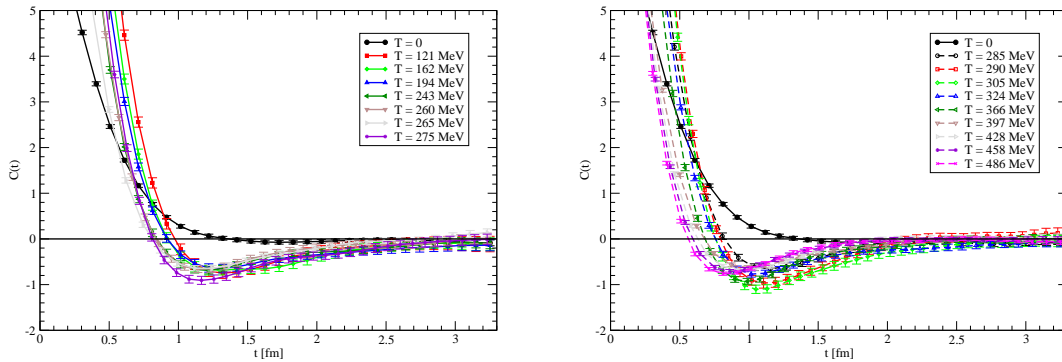 5
4
3
2
1
0
-1
-2
C(t)
0
0.5
1
1.5
2
2.5
3
t [fm]
T = 0
T = 121 MeV
T = 162 MeV
T = 194 MeV
T = 243 MeV
T = 260 MeV
T = 265 MeV
T = 275 MeV
5
4
3
2
1
0
-1
-2
C(t)
0
0.5
1
1.5
2
2.5
3
t [fm]
T = 0
T = 285 MeV
T = 290 MeV
T = 305 MeV
T = 324 MeV
T = 366 MeV
T = 397 MeV
T = 428 MeV
T = 458 MeV
T = 486 MeV